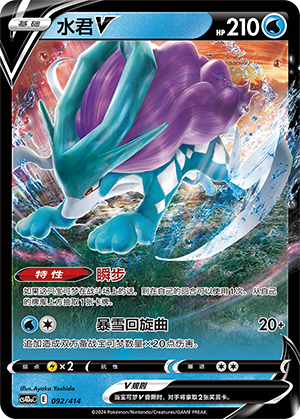 基础 水君V HP210
特性 瞬步
如果这只宝可梦在战斗场上的话，则在自己的回合可以使用1次。从自己的牌库上方抽取1张卡牌。
暴雪回旋曲 20+
追加造成双方备战宝可梦数量×20点伤害。
弱点 ×2 抵抗力 撤退
Illus.Ayaka Yoshida
V规则
CS4DaC E 092/414
当宝可梦V昏厥时，对手将拿取2张奖赏卡。
©2024 Pokémon/Nintendo/Creatures/GAME FREAK.